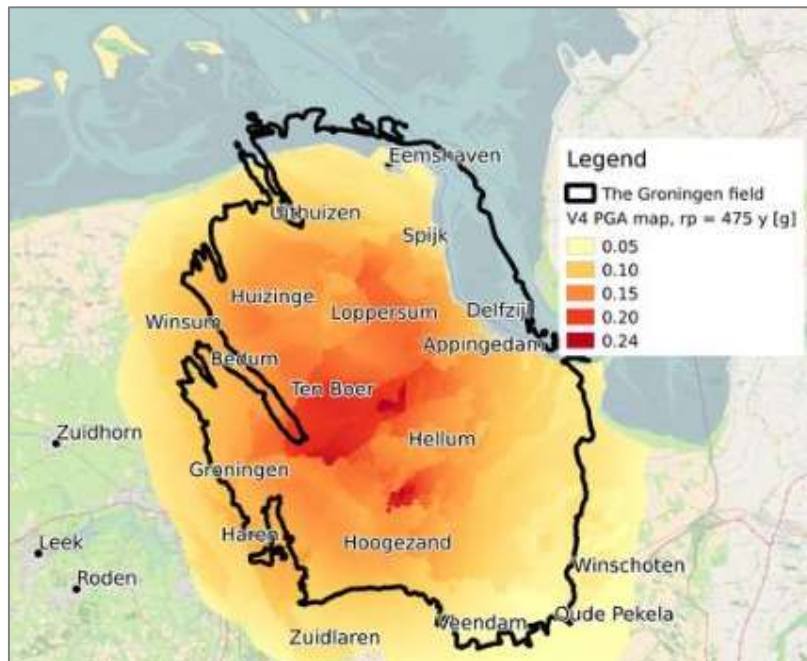 Eemshaven
Legend
The Groningen field
V4 PGA map, rp = 475 y [g]
0.05
0.10
0.15
0.20
0.24
Uithuizen
Spijk
Huizinge
Loppersum
Delfzijl
Winsum
Appingedam
Bedum
Ten Boer
Zuidhorn
Hellum
Groningen
Haren
Hoogezand
Leek
Winschoten
Roden
Veendam
Oude Pekela
Zuidlaren